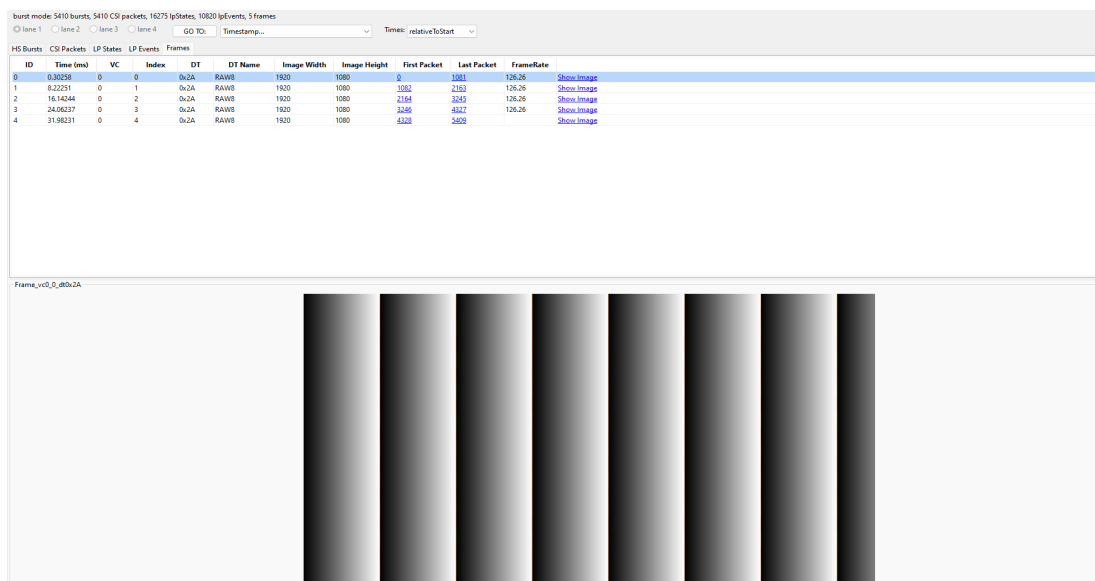 burst mode: 5410 bursts, 5410 CSI packets, 16275 lpStates, 10820 lpEvents, 5 frames
lane 1 lane 2 lane 3 lane 4 GO TO: Timestamp... Times: relativeToStart
HS Bursts CSI Packets LP States LP Events Frames
ID Time (ms) VC Index DT DT Name Image Width Image Height First Packet Last Packet FrameRate
0 0.30258 0 0 0x2A RAW8 1920 1080 0 1081 126.26 Show Image
1 8.22251 0 1 0x2A RAW8 1920 1080 1082 2163 126.26 Show Image
2 16.14244 0 2 0x2A RAW8 1920 1080 2164 3245 126.26 Show Image
3 24.06237 0 3 0x2A RAW8 1920 1080 3246 4327 126.26 Show Image
4 31.98231 0 4 0x2A RAW8 1920 1080 4328 5409 Show Image
Frame_vc0_0_dt0x2A